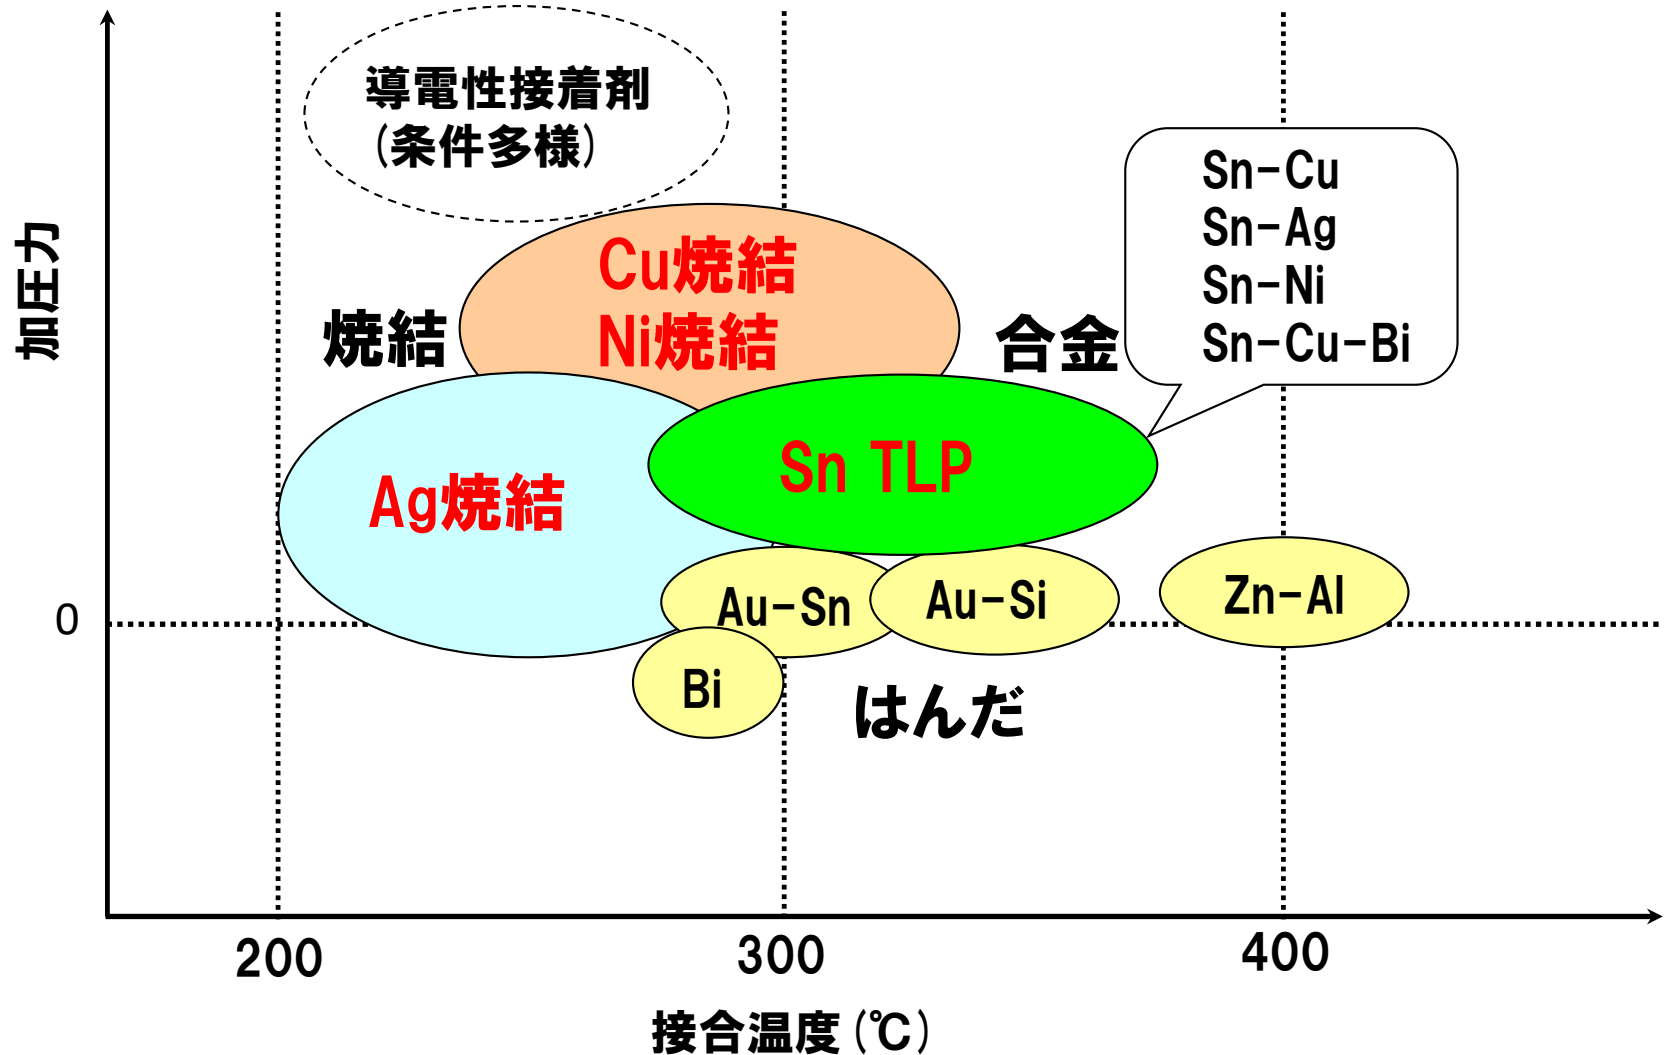 導電性接着剤
(条件多様)
Sn-Cu
Sn-Ag
Sn-Ni
Sn-Cu-Bi
加圧力
Cu焼結
Ni焼結
焼結
合金
Sn TLP
Ag焼結
0
Au-Sn
Au-Si
Zn-Al
Bi
はんだ
200
300
400
接合温度(℃)